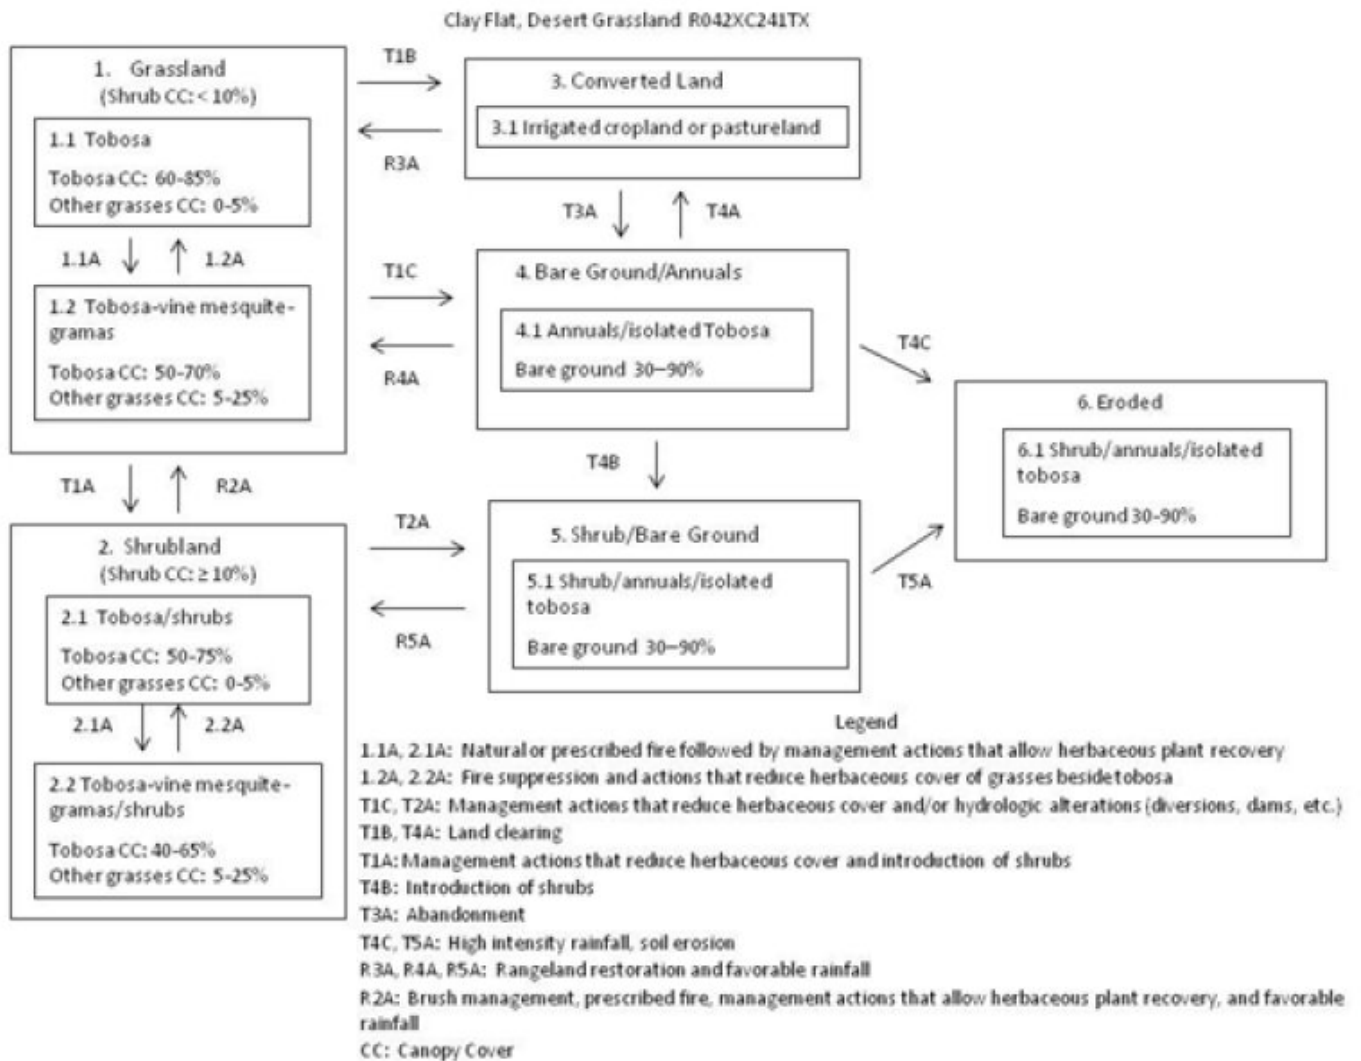 Clay Flat, Desert Grassland R042XC241TX
1. Grassland
(Shrub CC: < 10%)
1.1 Tobosa
Tobosa CC: 60-85%
Other grasses CC: 0-5%
1.1A
1.2A
1.2 Tobosa-vine mesquite-
gramas
Tobosa CC: 50-70%
Other grasses CC: 5-25%
T1A
R2A
2. Shrubland
(Shrub CC: ≥ 10%)
2.1 Tobosa/shrubs
Tobosa CC: 50-75%
Other grasses CC: 0-5%
2.1A
2.2A
2.2 Tobosa-vine mesquite-
gramas/shrubs
Tobosa CC: 40-65%
Other grasses CC: 5-25%
T1B
R3A
T1C
R4A
T2A
R5A
3. Converted Land
3.1 Irrigated cropland or pastureland
T3A
T4A
4. Bare Ground/Annuals
4.1 Annuals/isolated Tobosa
Bare ground 30–90%
T4B
5. Shrub/Bare Ground
5.1 Shrub/annuals/isolated
tobosa
Bare ground 30–90%
T4C
T5A
6. Eroded
6.1 Shrub/annuals/isolated
tobosa
Bare ground 30-90%
Legend
1.1A, 2.1A: Natural or prescribed fire followed by management actions that allow herbaceous plant recovery
1.2A, 2.2A: Fire suppression and actions that reduce herbaceous cover of grasses beside tobosa
T1C, T2A: Management actions that reduce herbaceous cover and/or hydrologic alterations (diversions, dams, etc.)
T1B, T4A: Land clearing
T1A: Management actions that reduce herbaceous cover and introduction of shrubs
T4B: Introduction of shrubs
T3A: Abandonment
T4C, T5A: High intensity rainfall, soil erosion
R3A, R4A, R5A: Rangeland restoration and favorable rainfall
R2A: Brush management, prescribed fire, management actions that allow herbaceous plant recovery, and favorable
rainfall
CC: Canopy Cover